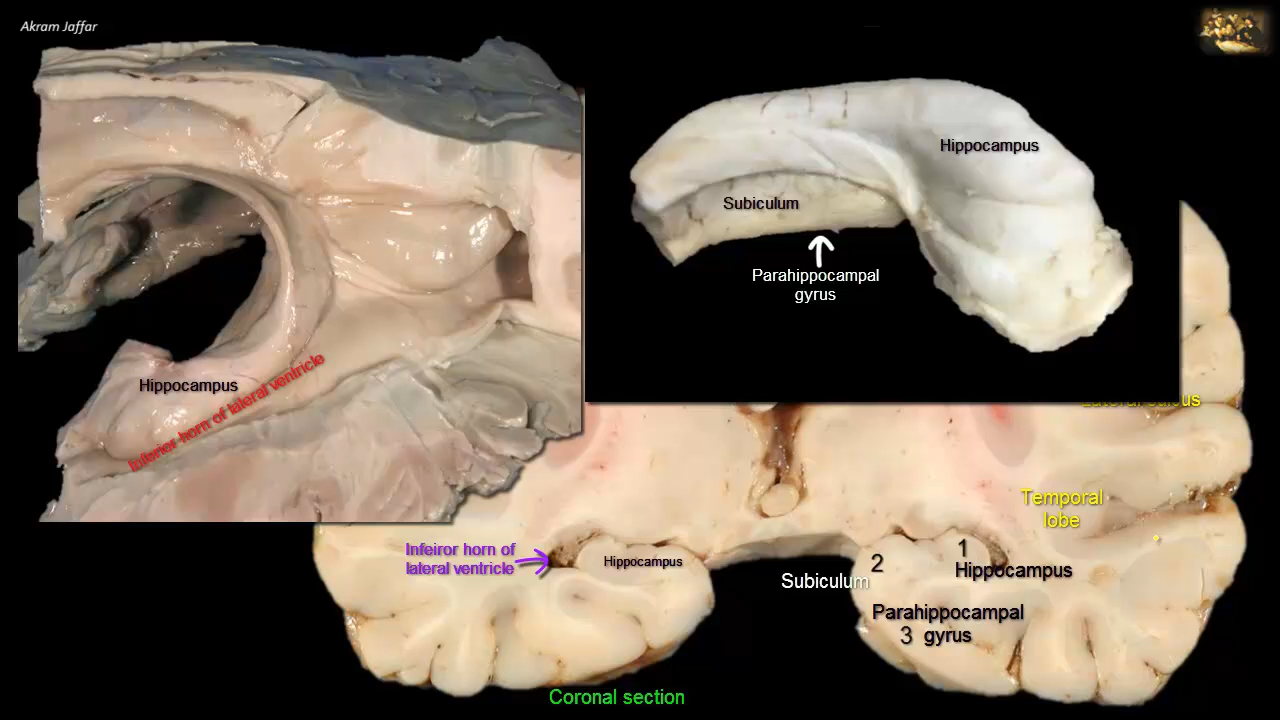 Akram Jaffar
Hippocampus
Subiculum
Parahippocampal
gyrus
Hippocampus
Inferior horn of lateral ventricle
Lateral sulcus
Temporal
lobe
Infeiror horn of
lateral ventricle
Hippocampus
Subiculum
2
1
Hippocampus
Parahippocampal
3 gyrus
Coronal section